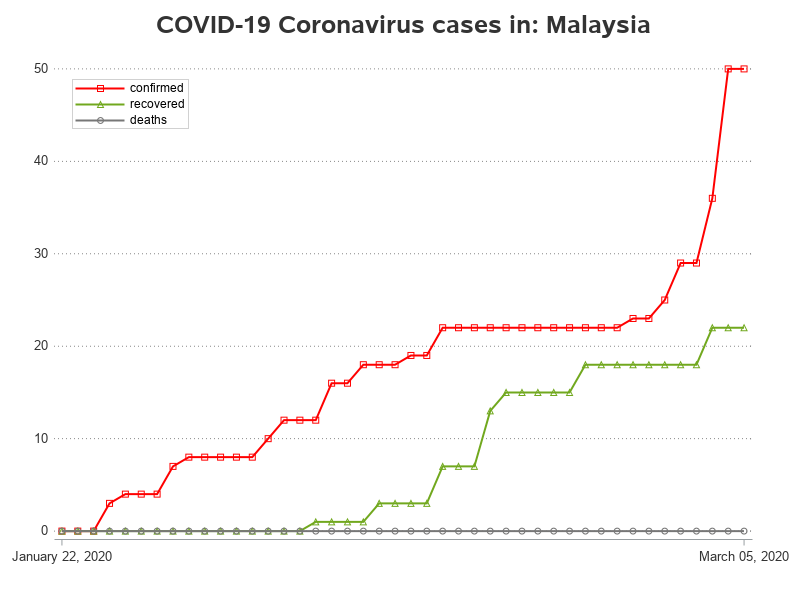 COVID-19 Coronavirus cases in: Malaysia
50
confirmed
recovered
deaths
40
30
20
10
0
January 22, 2020
March 05, 2020